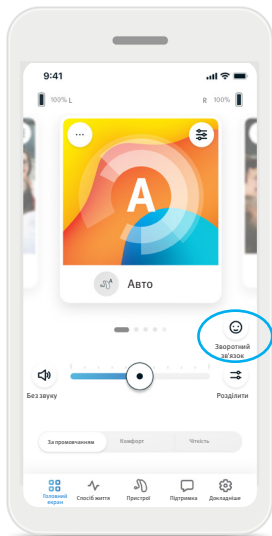 9:41
100% L
R 100%
A
A
Авто
Зворотний
зв'язок
Без звуку
Розділити
За промовчанням
Комфорт
Чіткість
Головний
екран
Спосіб життя
Пристрої
Підтримка
Докладніше